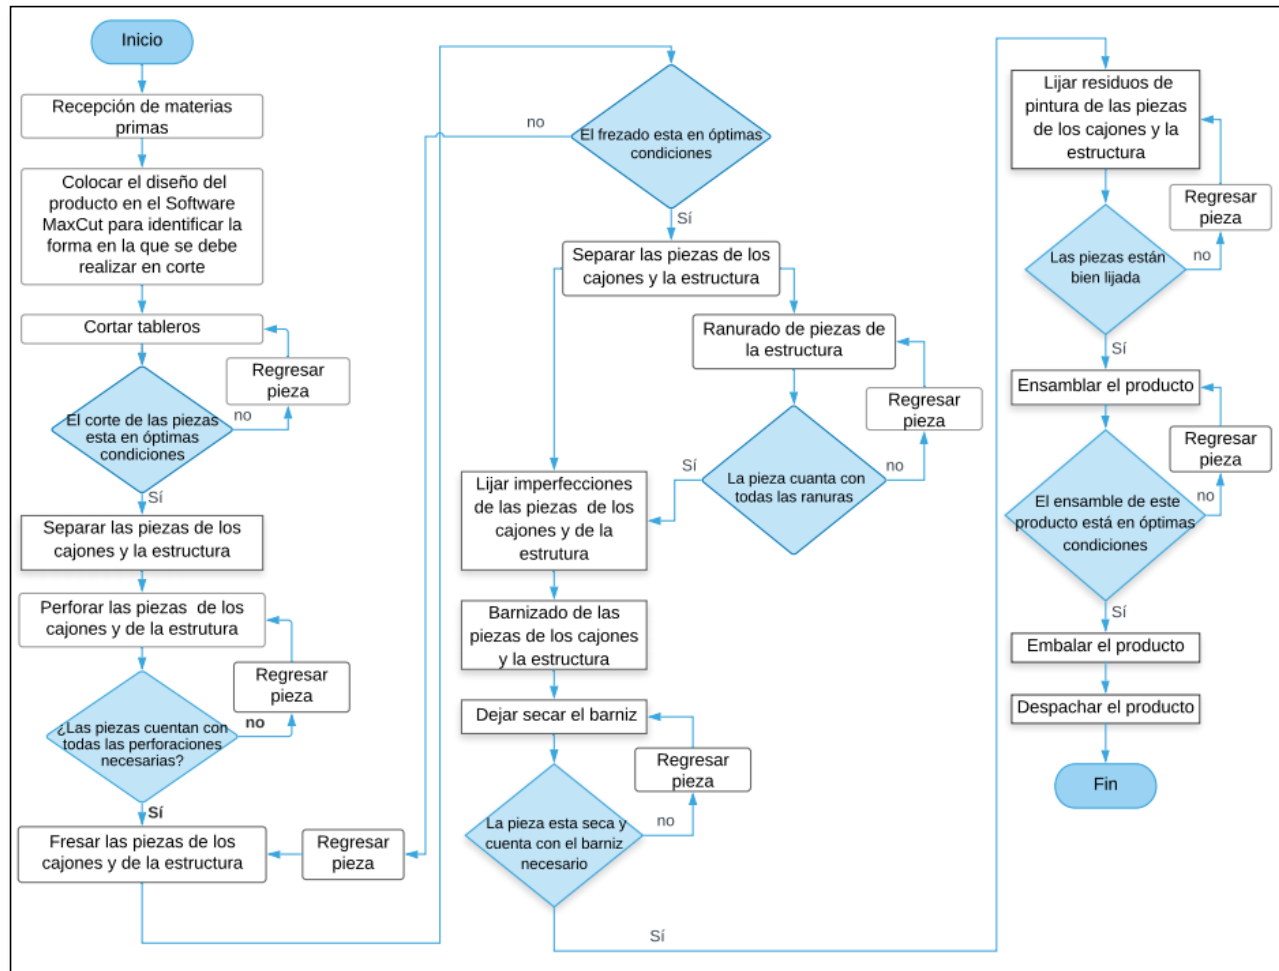 Inicio
Recepción de materias
primas
Colocar el diseño del
producto en el Software
MaxCut para identificar la
forma en la que se debe
realizar en corte
Cortar tableros
Regresar
pieza
El corte de las piezas
esta en óptimas
condiciones
no
Sí
Separar las piezas de los
cajones y la estructura
Perforar las piezas de los
cajones y de la estrutura
Regresar
pieza
¿Las piezas cuentan con
todas las perforaciones
necesarias?
no
Sí
Fresar las piezas de los
cajones y de la estructura
Regresar
pieza
no
El frezado esta en óptimas
condiciones
Sí
Separar las piezas de los
cajones y la estructura
Ranurado de piezas de
la estructura
Regresar
pieza
La pieza cuanta con
todas las ranuras
no
Sí
Lijar imperfecciones
de las piezas de los
cajones y de la
estrutura
Barnizado de las
piezas de los cajones
y la estructura
Dejar secar el barniz
Regresar
pieza
La pieza esta seca y
cuenta con el barniz
necesario
no
Sí
Lijar residuos de
pintura de las piezas
de los cajones y la
estructura
Regresar
pieza
Las piezas están
bien lijada
no
Sí
Ensamblar el producto
Regresar
pieza
El ensamble de este
producto está en óptimas
condiciones
no
Sí
Embalar el producto
Despachar el producto
Fin